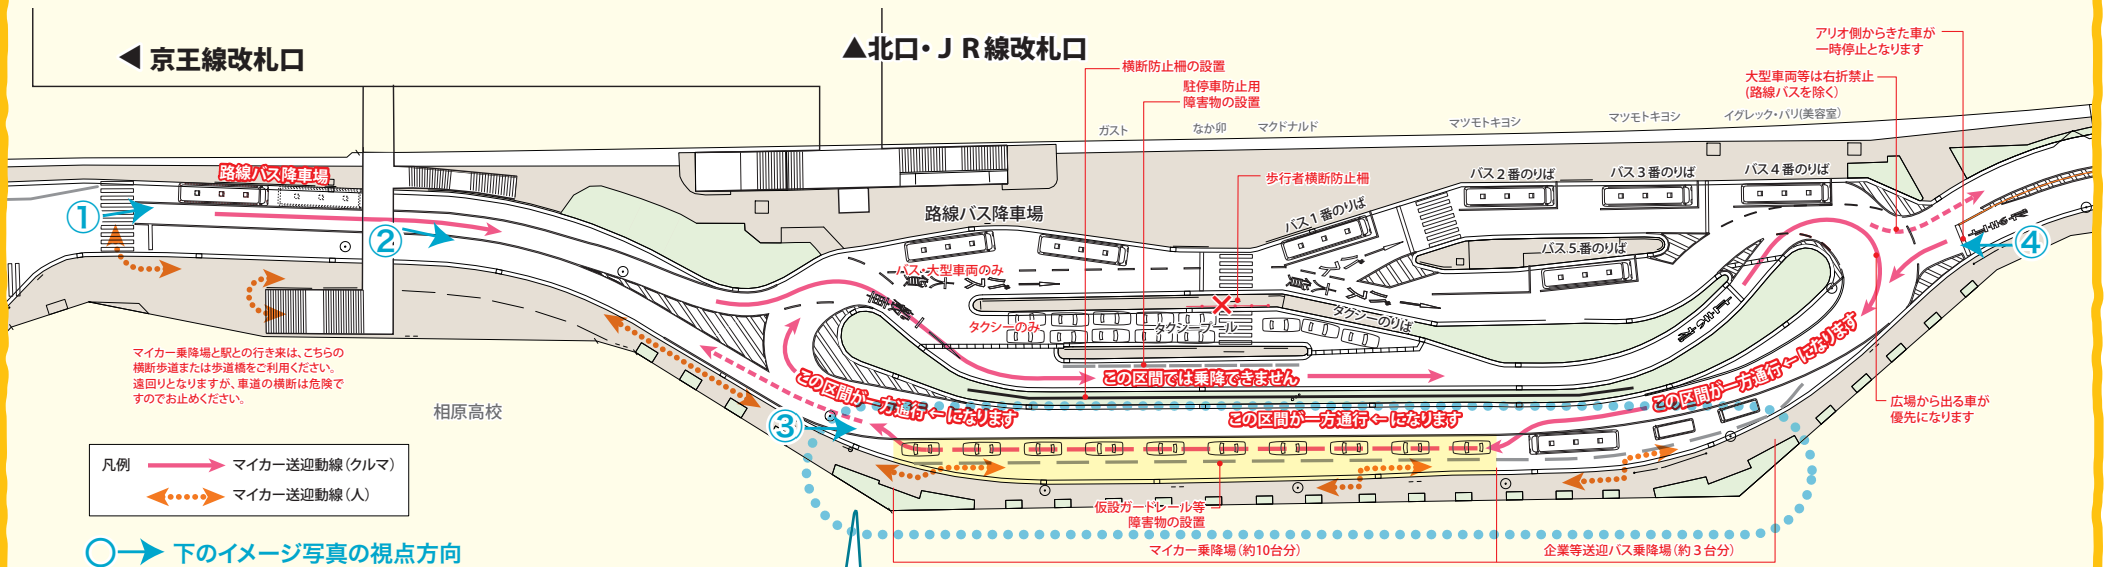 ◀ 京王線改札口
▲北口・ＪＲ線改札口
横断防止柵の設置
駐停車防止用
障害物の設置
アリオ側からきた車が
一時停止となります
大型車両等は右折禁止
(路線バスを除く)
ガスト
なか卯
マクドナルド
マツモトキヨシ
マツモトキヨシ
イグレック・パリ(美容室)
路線バス降車場
歩行者横断防止柵
バス２番のりば
バス３番のりば
バス４番のりば
①
②
路線バス降車場
バス１番のりば
バス５番のりば
④
バス・大型車両のみ
バス 大貨
バス 大貨
一般車
タクシーのみ
タクシープール
タクシーのりば
マイカー乗降場と駅との行き来は、こちらの
横断歩道または歩道橋をご利用ください。
遠回りとなりますが、車道の横断は危険で
すのでお止めください。
この区間では乗降できません
この区間が一方通行←になります
この区間が一方通行←になります
この区間が一方通行←になります
広場から出る車が
優先になります
相原高校
③
凡例
マイカー送迎動線(クルマ)
マイカー送迎動線(人)
仮設ガードレール等
障害物の設置
マイカー乗降場(約10台分)
企業等送迎バス乗降場(約３台分)
下のイメージ写真の視点方向